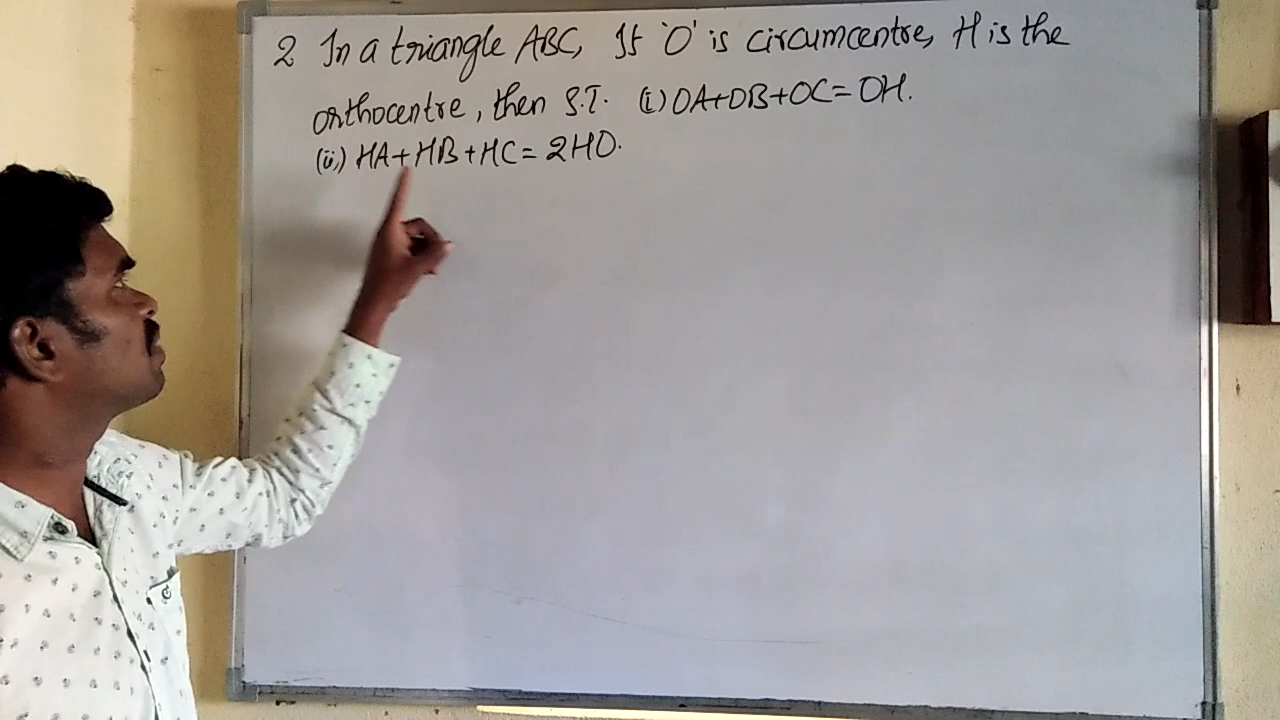 2 In a triangle ABC, If 'O' is circumcentre, H is the
orthocentre, then S.T. (i) OA+OB+OC=OH.
(ii) HA+HB+HC=2HO.